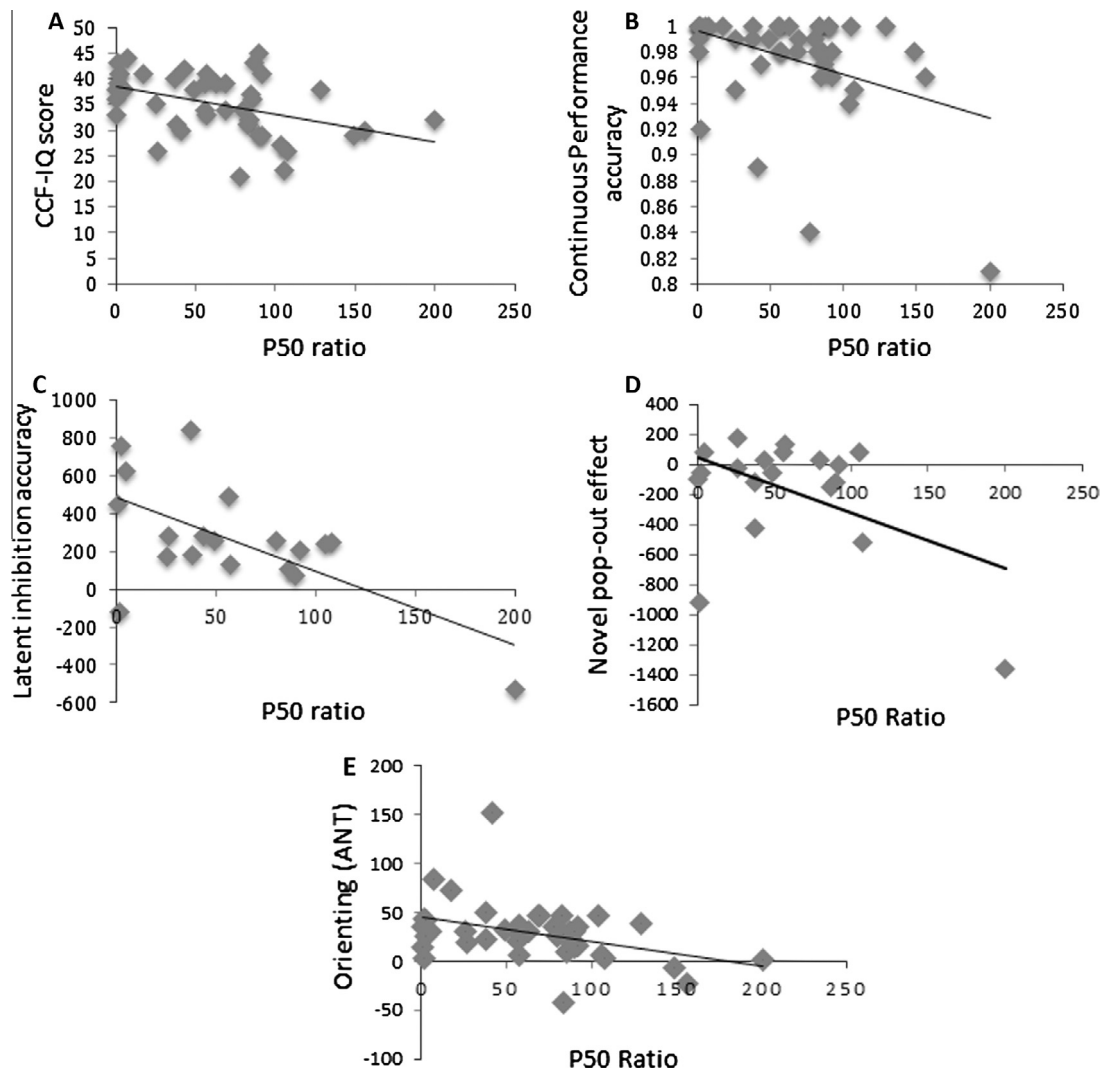 A
50
45
40
35
30
25
20
15
10
5
0
CCF-IQ score
0 50 100 150 200 250
P50 ratio
B
1
0.98
0.96
0.94
0.92
0.9
0.88
0.86
0.84
0.82
0.8
Continuous Performance
accuracy
0 50 100 150 200 250
P50 ratio
C
1000
800
600
400
200
0
-200
-400
-600
Latent inhibition accuracy
0 50 100 150 200
P50 ratio
D
400
200
0
-200
-400
-600
-800
-1000
-1200
-1400
-1600
Novel pop-out effect
0 50 100 150 200 250
P50 Ratio
E
200
150
100
50
0
-50
-100
Orienting (ANT)
0 50 100 150 200 250
P50 Ratio